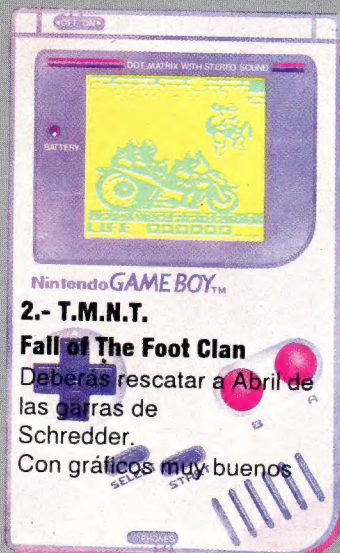 OFF ON
DOT MATRIX WITH STEREO SOUND
BATTERY
LIFE
Nintendo GAME BOY TM
2.- T.M.N.T.
Fall of The Foot Clan
Deberás rescatar a Abril de
las garras de
Schredder.
Con gráficos muy buenos
B A
SELECT START
PHONES